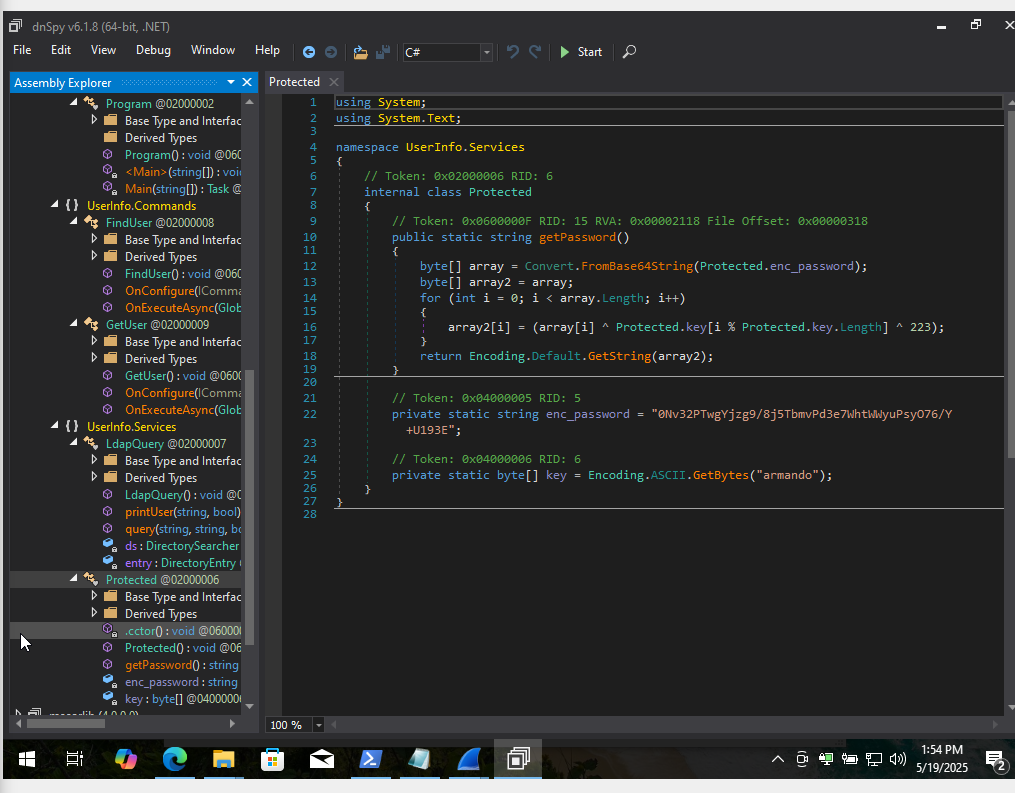 dnSpy v6.1.8 (64-bit, .NET)
File Edit View Debug Window Help C# Start
Assembly Explorer
Program @02000002
Base Type and Interfac
Derived Types
Program() : void @060
<Main>(string[]) : voi
Main(string[]) : Task @
{ } UserInfo.Commands
FindUser @02000008
Base Type and Interfac
Derived Types
FindUser() : void @060
OnConfigure(IComma
OnExecuteAsync(Glob
GetUser @02000009
Base Type and Interfac
Derived Types
GetUser() : void @0600
OnConfigure(IComma
OnExecuteAsync(Glob
{ } UserInfo.Services
LdapQuery @02000007
Base Type and Interfac
Derived Types
LdapQuery() : void @0
printUser(string, bool)
query(string, string, bo
ds : DirectorySearcher
entry : DirectoryEntry
Protected @02000006
Base Type and Interfac
Derived Types
.cctor() : void @06000
Protected() : void @06
getPassword() : string
enc_password : string
key : byte[] @04000006
Protected
1 using System;
2 using System.Text;
3
4 namespace UserInfo.Services
5 {
6 // Token: 0x02000006 RID: 6
7 internal class Protected
8 {
9 // Token: 0x0600000F RID: 15 RVA: 0x00002118 File Offset: 0x00000318
10 public static string getPassword()
11 {
12 byte[] array = Convert.FromBase64String(Protected.enc_password);
13 byte[] array2 = array;
14 for (int i = 0; i < array.Length; i++)
15 {
16 array2[i] = (array[i] ^ Protected.key[i % Protected.key.Length] ^ 223);
17 }
18 return Encoding.Default.GetString(array2);
19 }
20
21 // Token: 0x04000005 RID: 5
22 private static string enc_password = "0Nv32PTwgYjzg9/8j5TbmvPd3e7WhtWWyuPsyO76/Y
+U193E";
23
24 // Token: 0x04000006 RID: 6
25 private static byte[] key = Encoding.ASCII.GetBytes("armando");
26 }
27 }
28
100 %
1:54 PM
5/19/2025
2